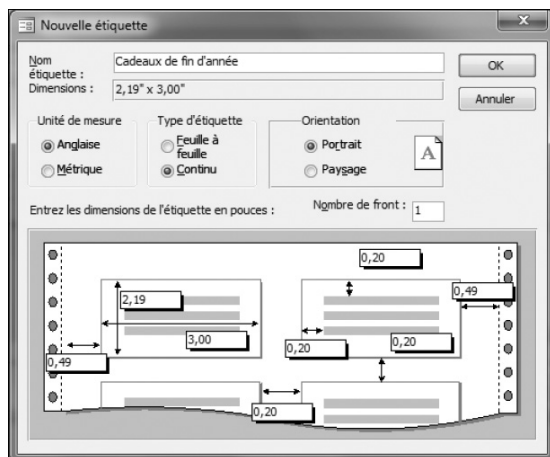 Nouvelle étiquette
Nom étiquette :
Cadeaux de fin d'année
OK
Dimensions :
2,19" x 3,00"
Annuler
Unité de mesure
Type d'étiquette
Orientation
Anglaise
Feuille à feuille
Portrait
A
Métrique
Continu
Paysage
Entrez les dimensions de l'étiquette en pouces :
Nombre de front :
1
0,20
2,19
0,49
3,00
0,20
0,20
0,49
0,20